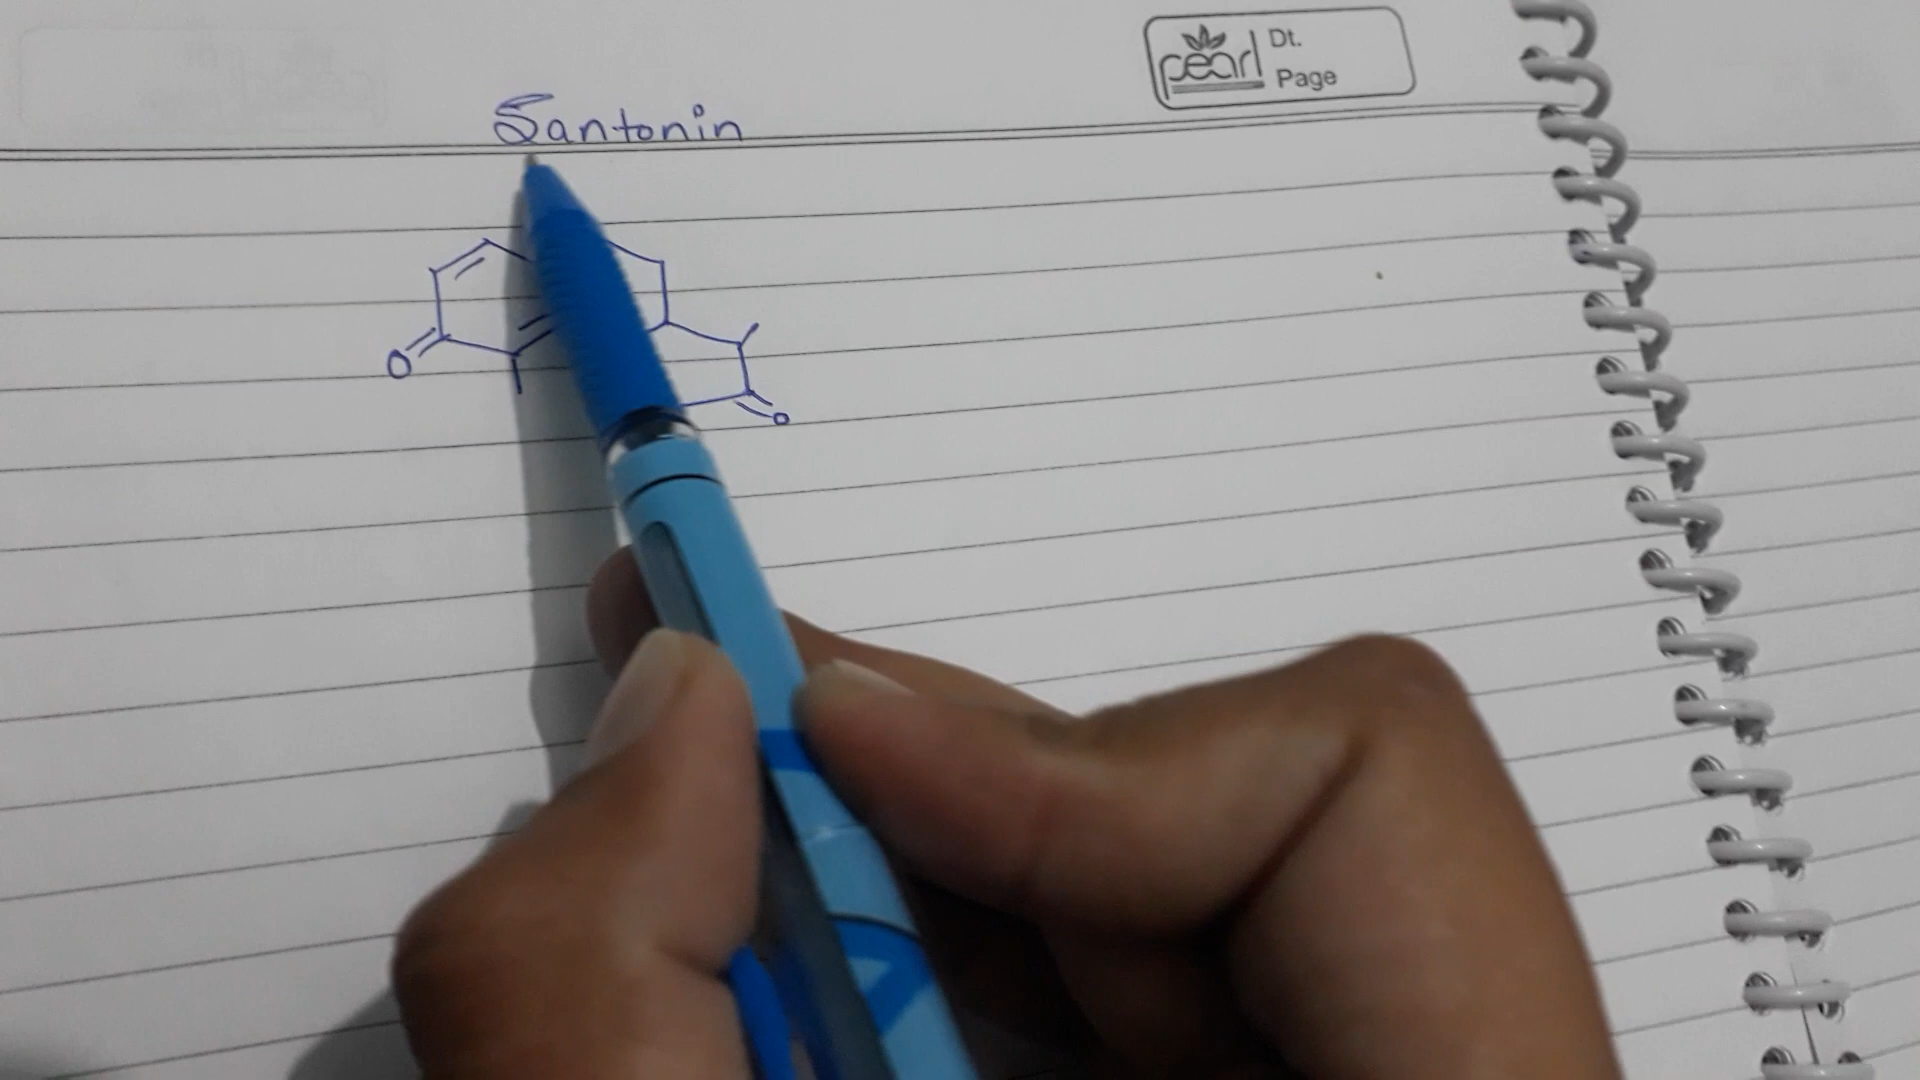 pearl
Dt.
Page
Santonin
O
O